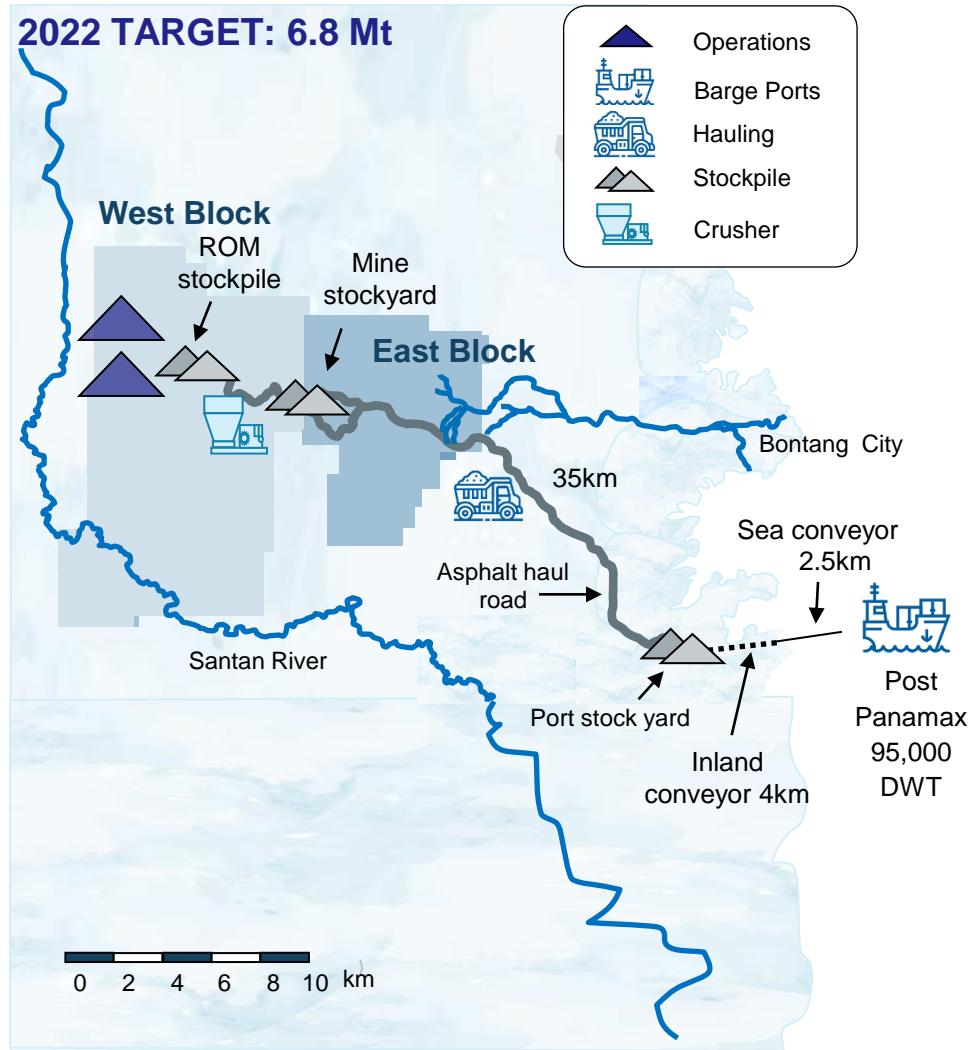 2022 TARGET: 6.8 Mt
Operations
Barge Ports
Hauling
Stockpile
Crusher
West Block
ROM
stockpile
Mine
stockyard
East Block
Bontang City
35km
Sea conveyor
2.5km
Asphalt haul
road
Santan River
Port stock yard
Inland
conveyor 4km
Post
Panamax
95,000
DWT
0 2 4 6 8 10 km